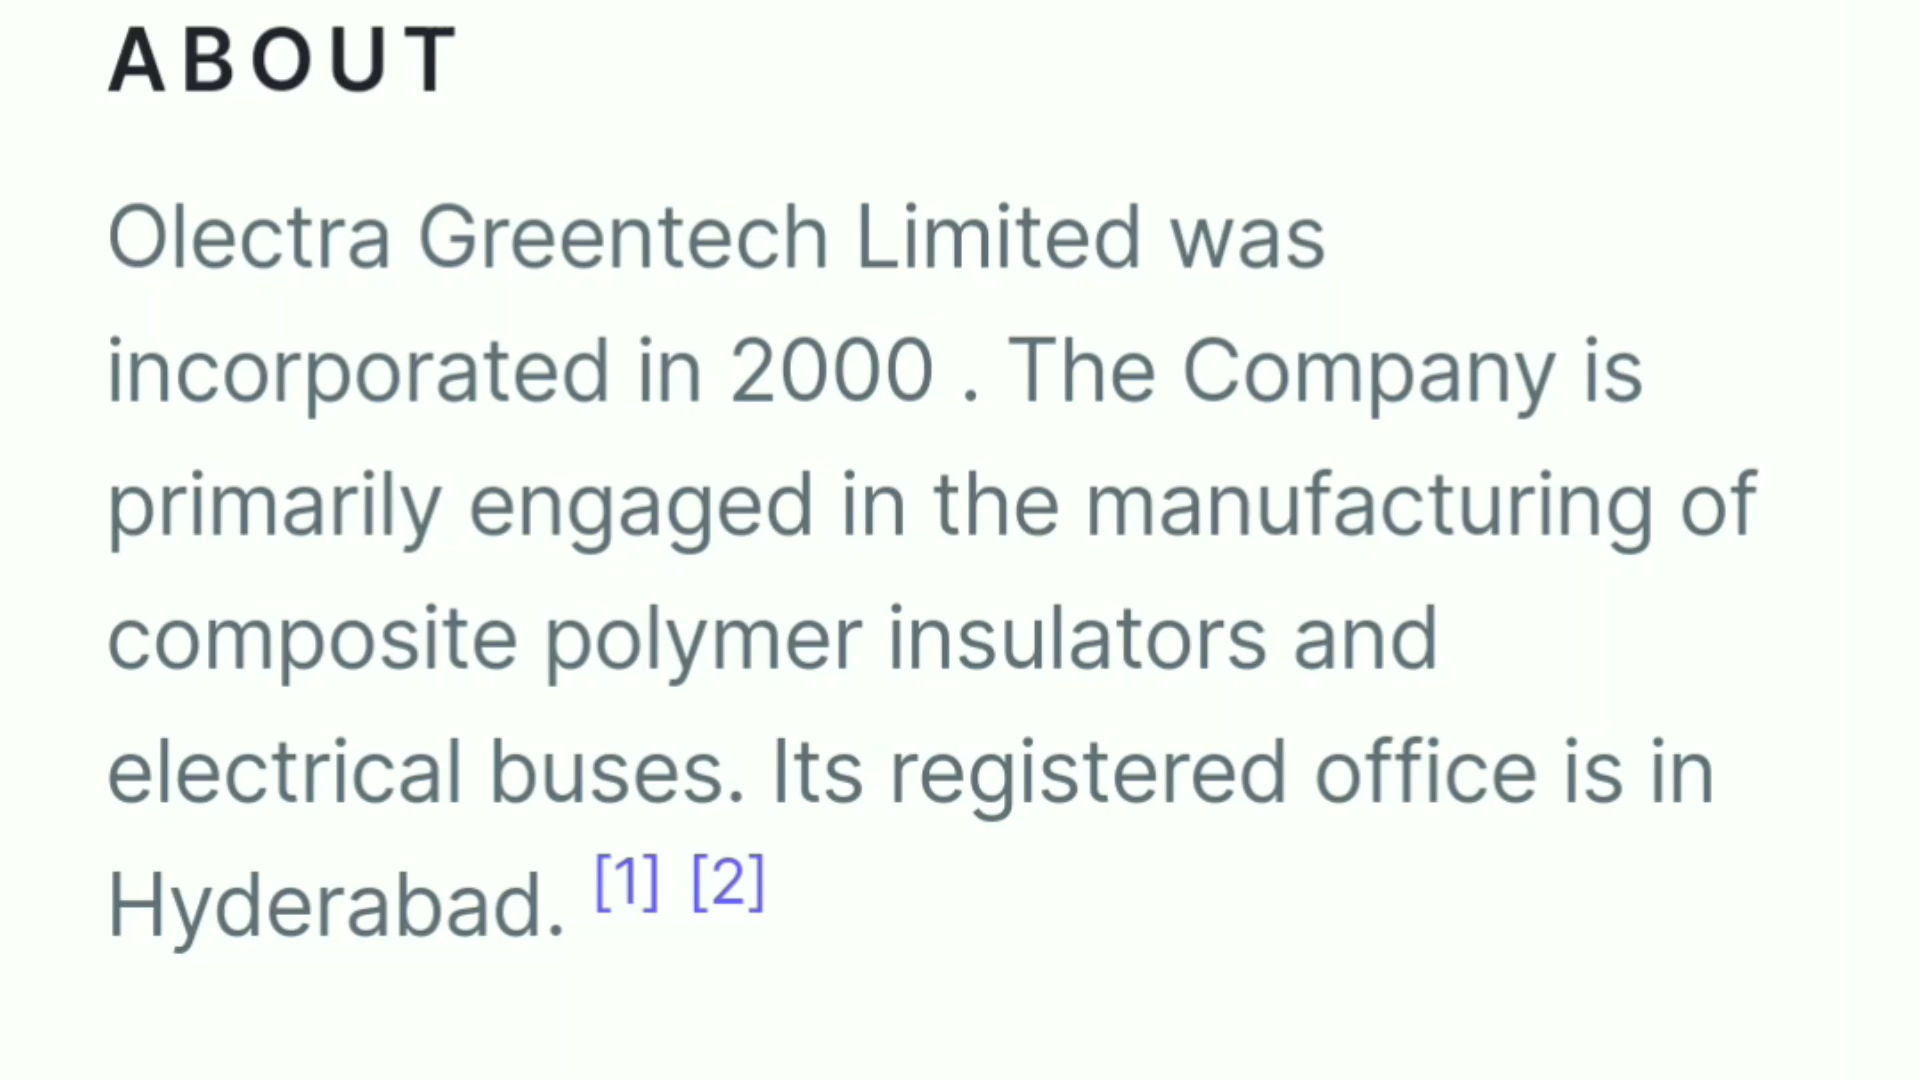 ABOUT
Olectra Greentech Limited was
incorporated in 2000 . The Company is
primarily engaged in the manufacturing of
composite polymer insulators and
electrical buses. Its registered office is in
Hyderabad. [1] [2]